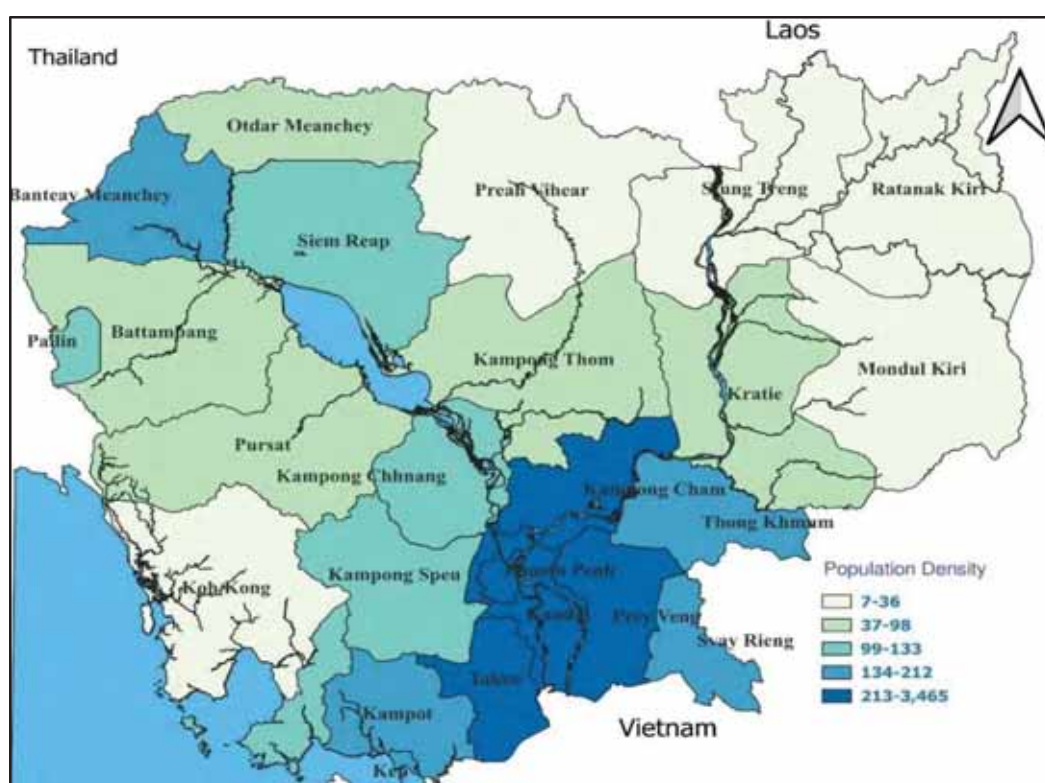 Laos
Thailand
Otdar Meanchey
Banteay Meanchey
Preah Vihear
Stung Treng
Ratanak Kiri
Siem Reap
Pailin
Battampang
Kampong Thom
Mondul Kiri
Kratie
Pursat
Kampong Chhnang
Kampong Cham
Thong Khmum
Kampong Speu
Phnom Penh
Koh Kong
Kandal
Prey Veng
Svay Rieng
Takeo
Kampot
Kep
Vietnam
Population Density
7-36
37-98
99-133
134-212
213-3,465